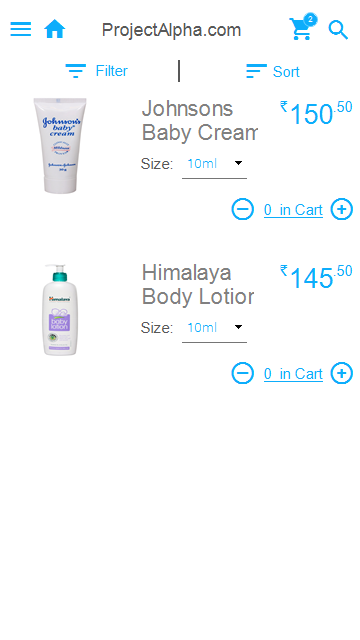 ProjectAlpha.com
2
Filter
Sort
Johnson's
baby
cream
Johnsons
Baby Cream
₹150.50
Size: 10ml
0 in Cart
Himalaya
baby
lotion
Himalaya
Body Lotion
₹145.50
Size: 10ml
0 in Cart